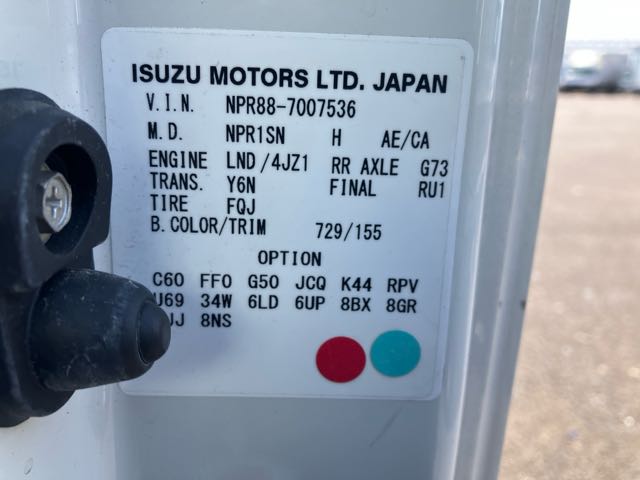 ISUZU MOTORS LTD. JAPAN
V.I.N. NPR88-7007536
M.D. NPR1SN H AE/CA
ENGINE LND/4JZ1 RR AXLE G73
TRANS. Y6N FINAL RU1
TIRE FQJ
B.COLOR/TRIM 729/155
OPTION
C60 FF0 G50 JCQ K44 RPV
U69 34W 6LD 6UP 8BX 8GR
8NS